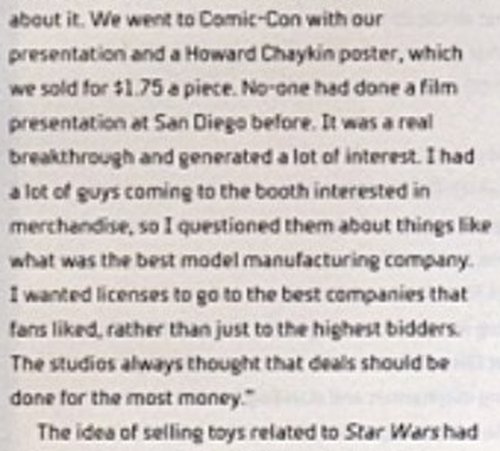 about it. We went to Comic-Con with our
presentation and a Howard Chaykin poster, which
we sold for $1.75 a piece. No-one had done a film
presentation at San Diego before. It was a real
breakthrough and generated a lot of interest. I had
a lot of guys coming to the booth interested in
merchandise, so I questioned them about things like
what was the best model manufacturing company.
I wanted licenses to go to the best companies that
fans liked, rather than just to the highest bidders.
The studios always thought that deals should be
done for the most money."
The idea of selling toys related to Star Wars had